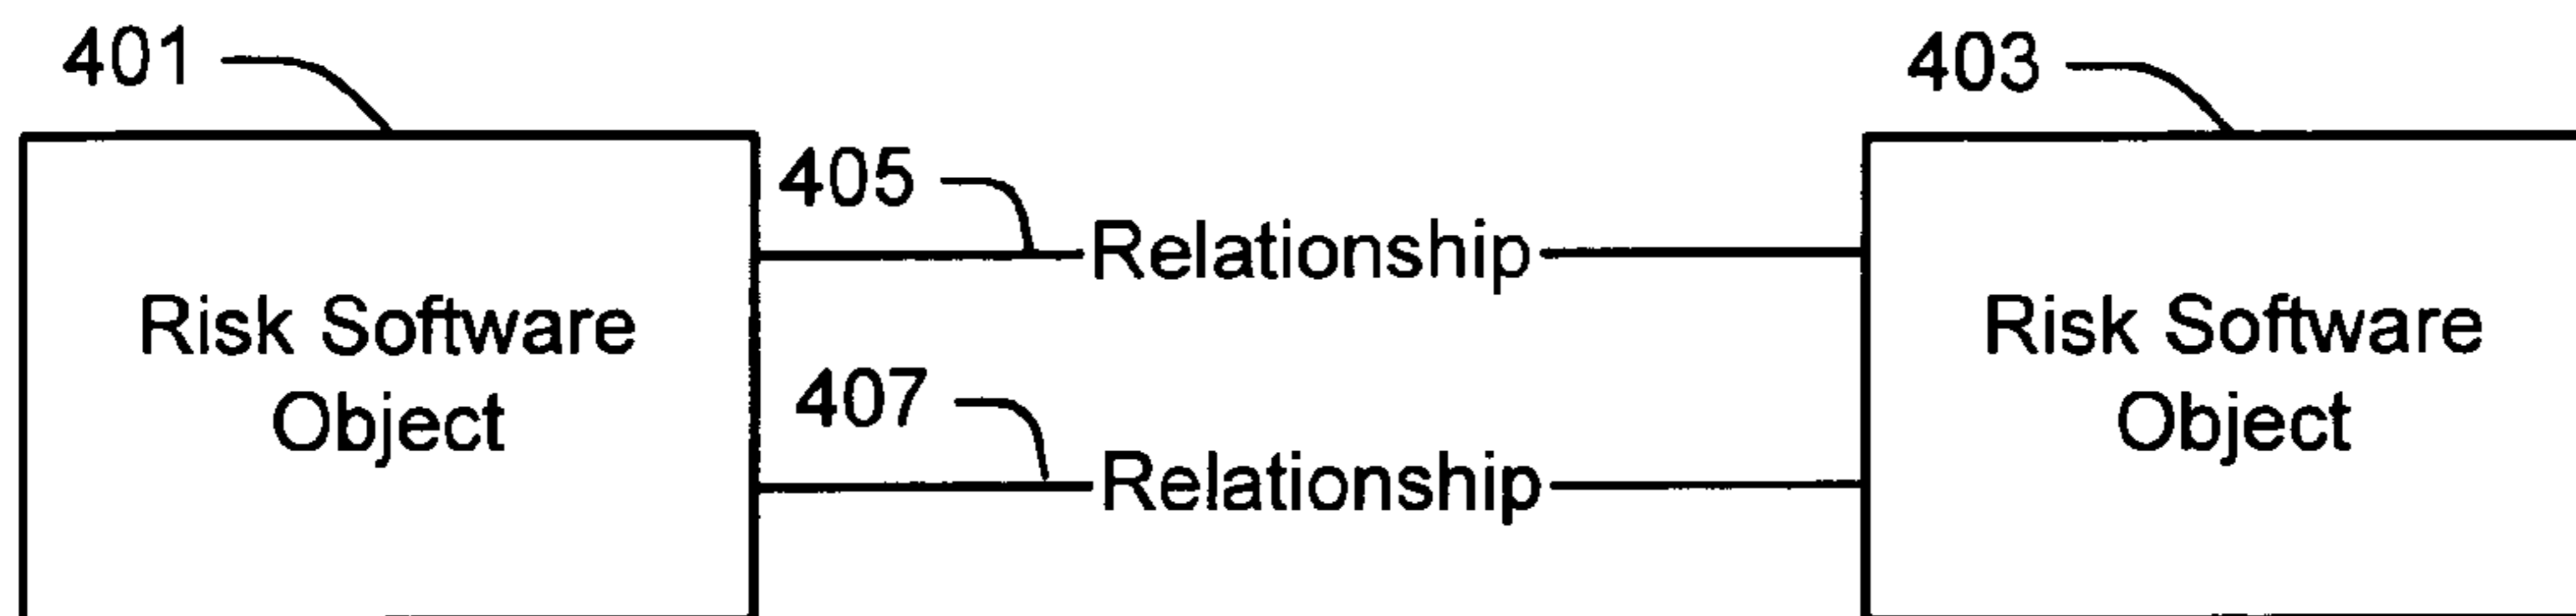 401
403
405
Relationship
Risk Software
Object
407
Relationship
Risk Software
Object